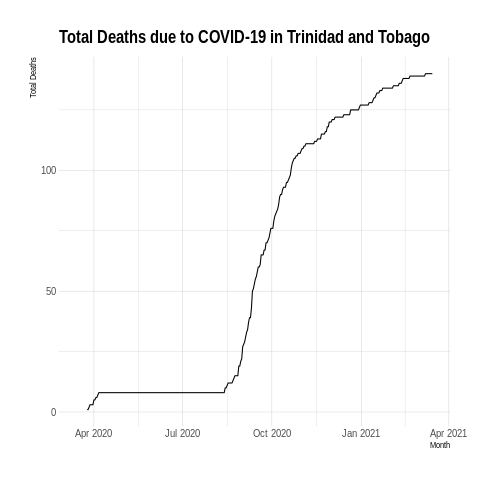 Total Deaths due to COVID-19 in Trinidad and Tobago
Total Deaths
100
50
0
Apr 2020 Jul 2020 Oct 2020 Jan 2021 Apr 2021
Month